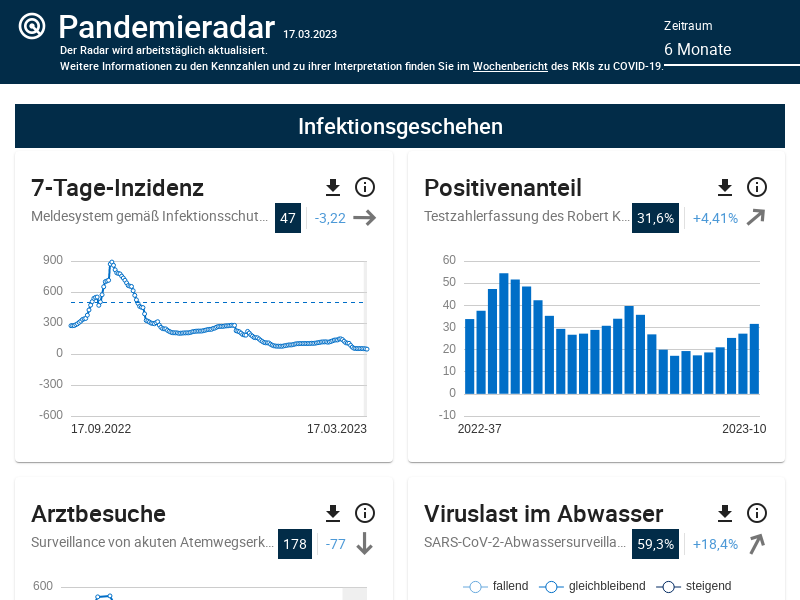 Pandemieradar 17.03.2023
Der Radar wird arbeitstäglich aktualisiert.
Weitere Informationen zu den Kennzahlen und zu ihrer Interpretation finden Sie im Wochenbericht des RKIs zu COVID-19.
Zeitraum
6 Monate
Infektionsgeschehen
7-Tage-Inzidenz
Meldesystem gemäß Infektionsschut... 47 -3,22
900
600
300
0
-300
-600
17.09.2022 17.03.2023
Positivenanteil
Testzahlerfassung des Robert K... 31,6% +4,41%
60
50
40
30
20
10
0
-10
2022-37 2023-10
Arztbesuche
Surveillance von akuten Atemwegserk... 178 -77
600
Viruslast im Abwasser
SARS-CoV-2-Abwassersurveilla... 59,3% +18,4%
fallend gleichbleibend steigend